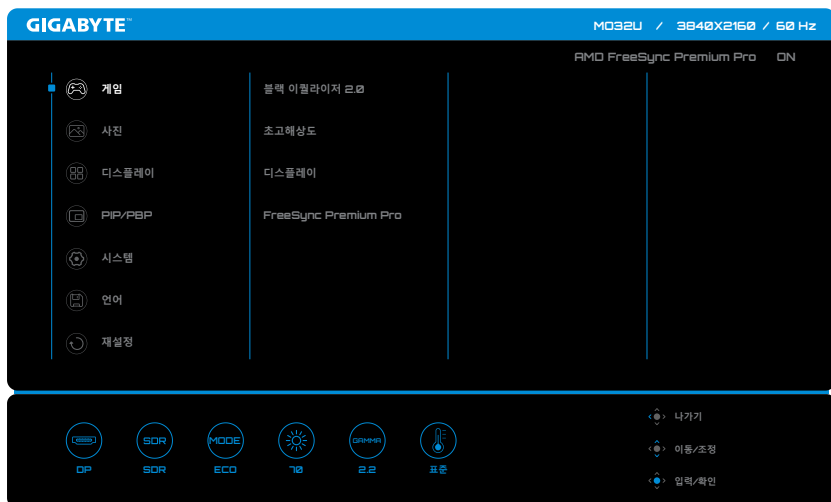 GIGABYTE™
MO32U / 3840X2160 / 60 Hz
AMD FreeSync Premium Pro ON
게임
사진
디스플레이
PIP/PBP
시스템
언어
재설정
블랙 이퀄라이저 2.0
초고해상도
디스플레이
FreeSync Premium Pro
SDR
MODE
GAMMA
DP
SDR
ECO
70
2.2
표준
나가기
이동/조정
입력/확인